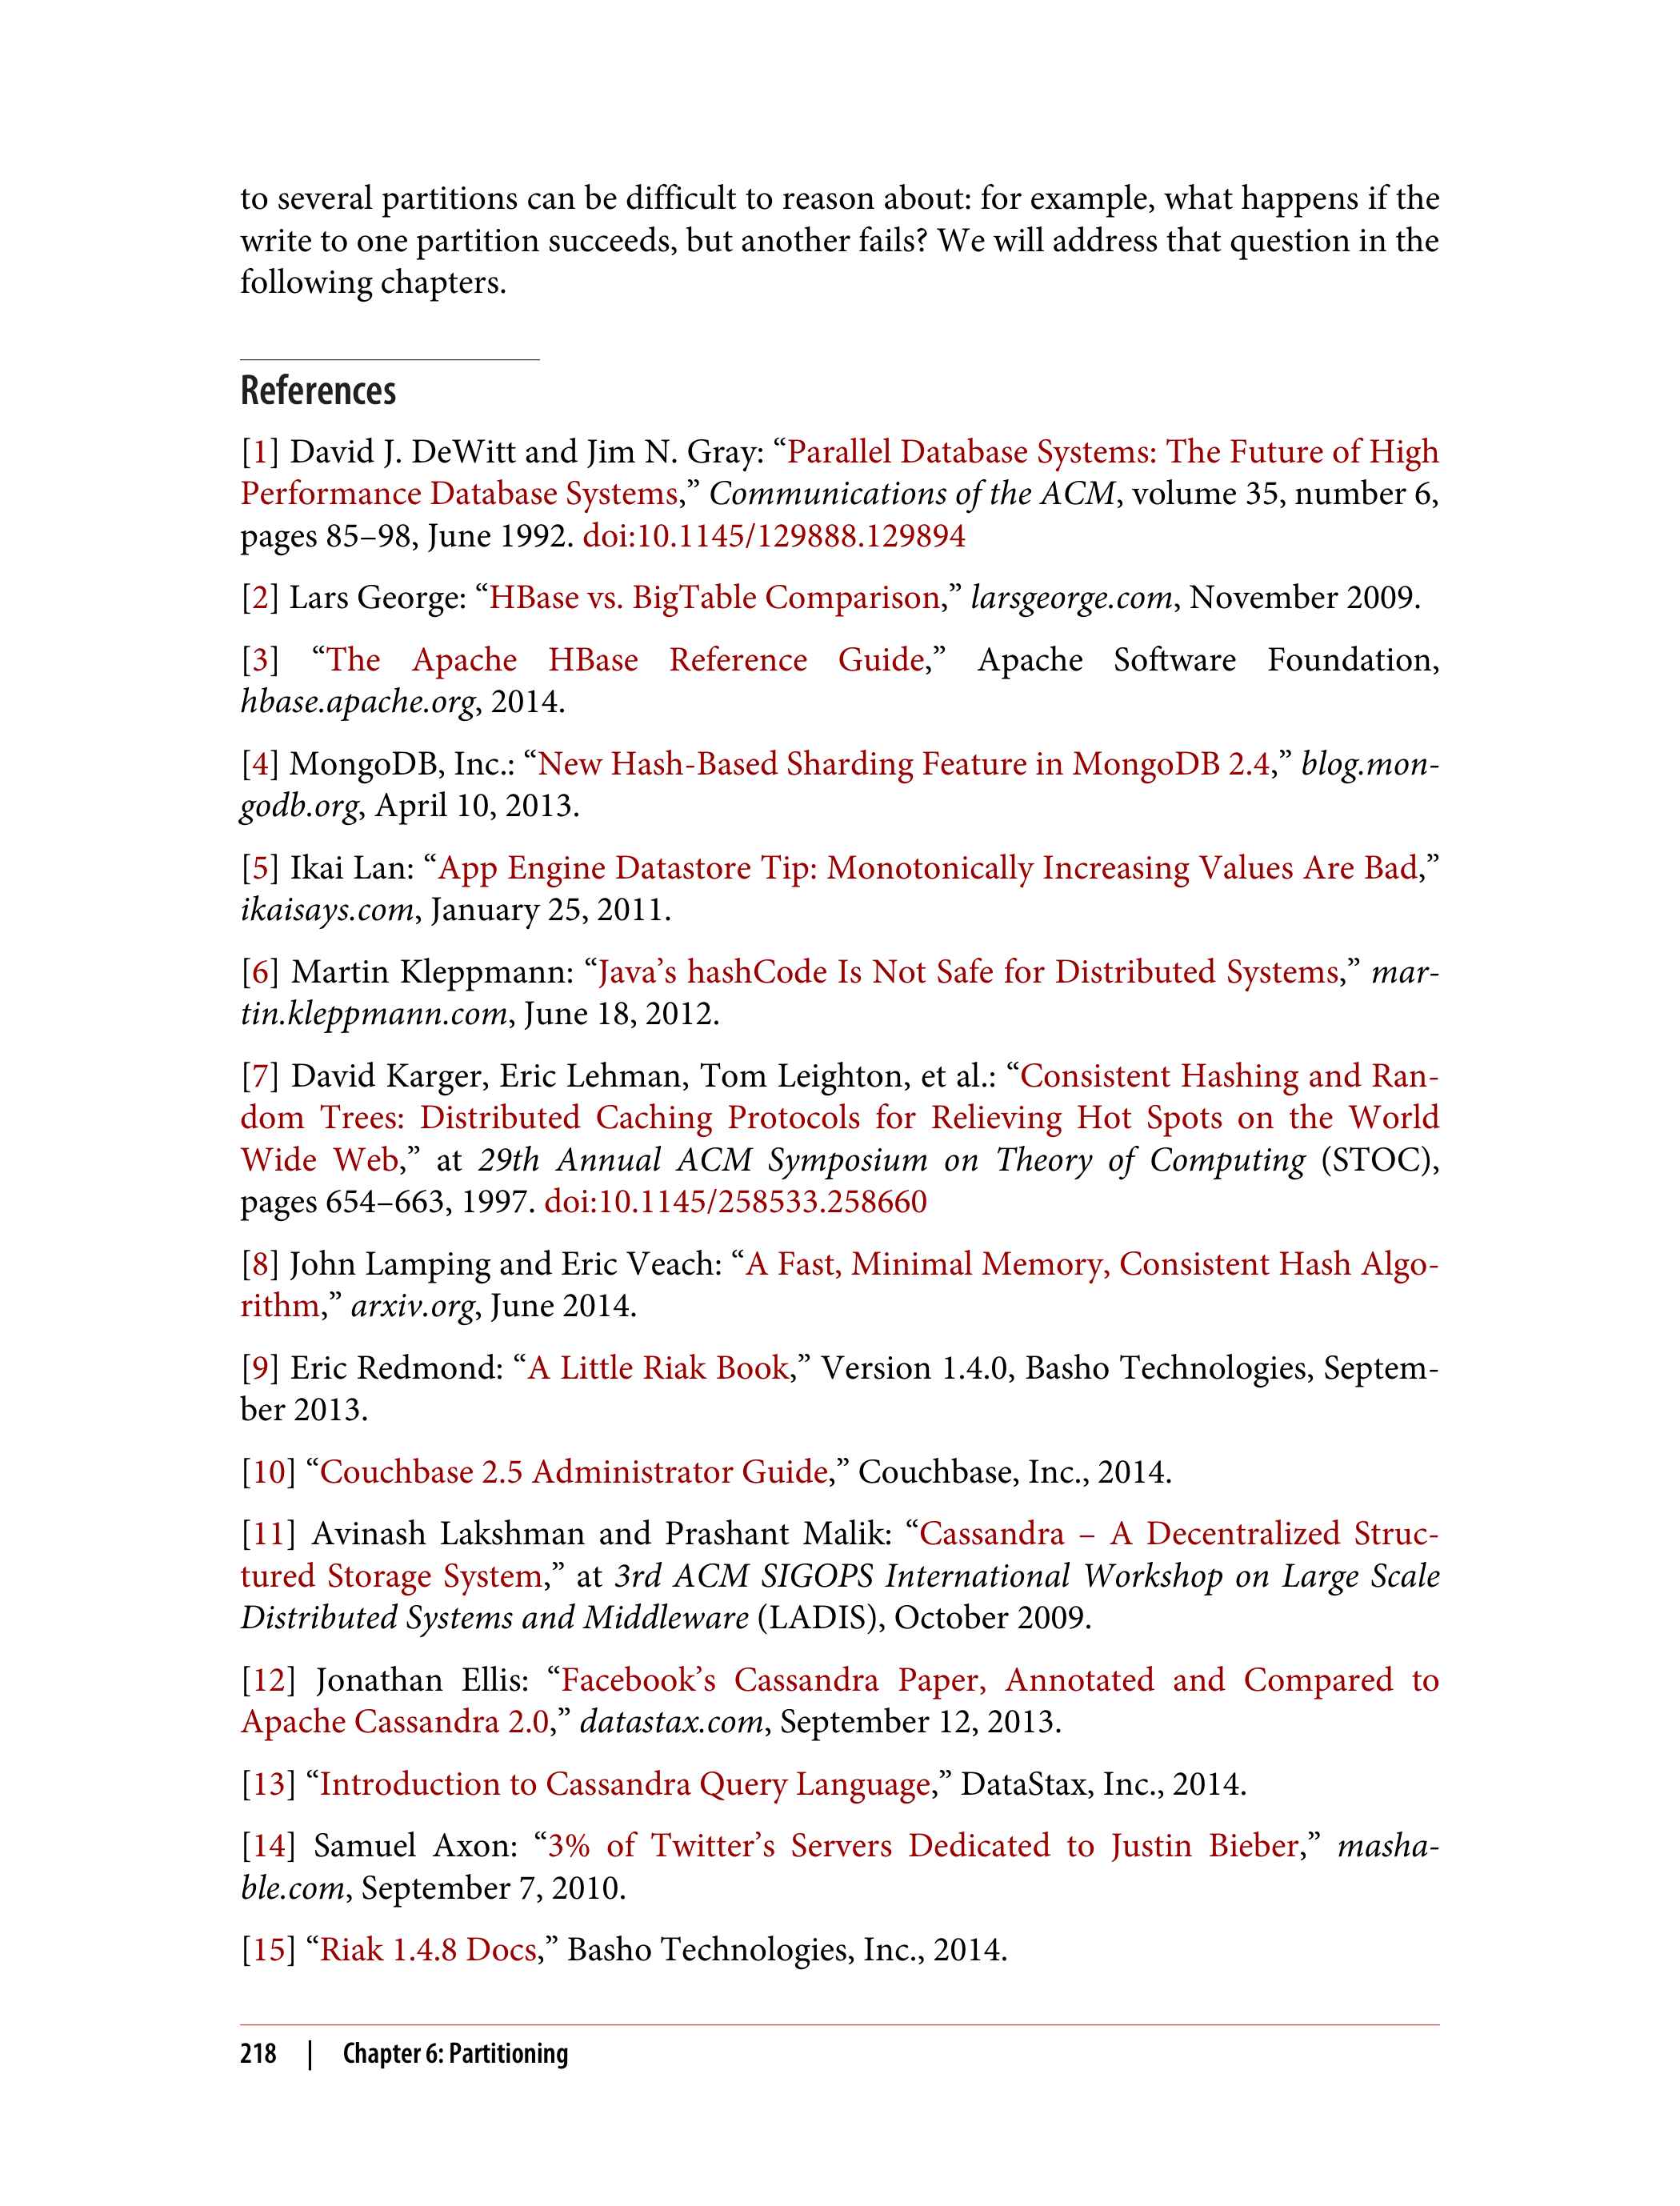 to several partitions can be difficult to reason about: for example, what happens if the
write to one partition succeeds, but another fails? We will address that question in the
following chapters.
References
[1] David J. DeWitt and Jim N. Gray: “Parallel Database Systems: The Future of High
Performance Database Systems,” Communications of the ACM, volume 35, number 6,
pages 85–98, June 1992. doi:10.1145/129888.129894
[2] Lars George: “HBase vs. BigTable Comparison,” larsgeorge.com, November 2009.
[3] “The Apache HBase Reference Guide,” Apache Software Foundation,
hbase.apache.org, 2014.
[4] MongoDB, Inc.: “New Hash-Based Sharding Feature in MongoDB 2.4,” blog.mon-
godb.org, April 10, 2013.
[5] Ikai Lan: “App Engine Datastore Tip: Monotonically Increasing Values Are Bad,”
ikaisays.com, January 25, 2011.
[6] Martin Kleppmann: “Java’s hashCode Is Not Safe for Distributed Systems,” mar-
tin.kleppmann.com, June 18, 2012.
[7] David Karger, Eric Lehman, Tom Leighton, et al.: “Consistent Hashing and Ran-
dom Trees: Distributed Caching Protocols for Relieving Hot Spots on the World
Wide Web,” at 29th Annual ACM Symposium on Theory of Computing (STOC),
pages 654–663, 1997. doi:10.1145/258533.258660
[8] John Lamping and Eric Veach: “A Fast, Minimal Memory, Consistent Hash Algo-
rithm,” arxiv.org, June 2014.
[9] Eric Redmond: “A Little Riak Book,” Version 1.4.0, Basho Technologies, Septem-
ber 2013.
[10] “Couchbase 2.5 Administrator Guide,” Couchbase, Inc., 2014.
[11] Avinash Lakshman and Prashant Malik: “Cassandra – A Decentralized Struc-
tured Storage System,” at 3rd ACM SIGOPS International Workshop on Large Scale
Distributed Systems and Middleware (LADIS), October 2009.
[12] Jonathan Ellis: “Facebook’s Cassandra Paper, Annotated and Compared to
Apache Cassandra 2.0,” datastax.com, September 12, 2013.
[13] “Introduction to Cassandra Query Language,” DataStax, Inc., 2014.
[14] Samuel Axon: “3% of Twitter’s Servers Dedicated to Justin Bieber,” masha-
ble.com, September 7, 2010.
[15] “Riak 1.4.8 Docs,” Basho Technologies, Inc., 2014.
218 | Chapter 6: Partitioning